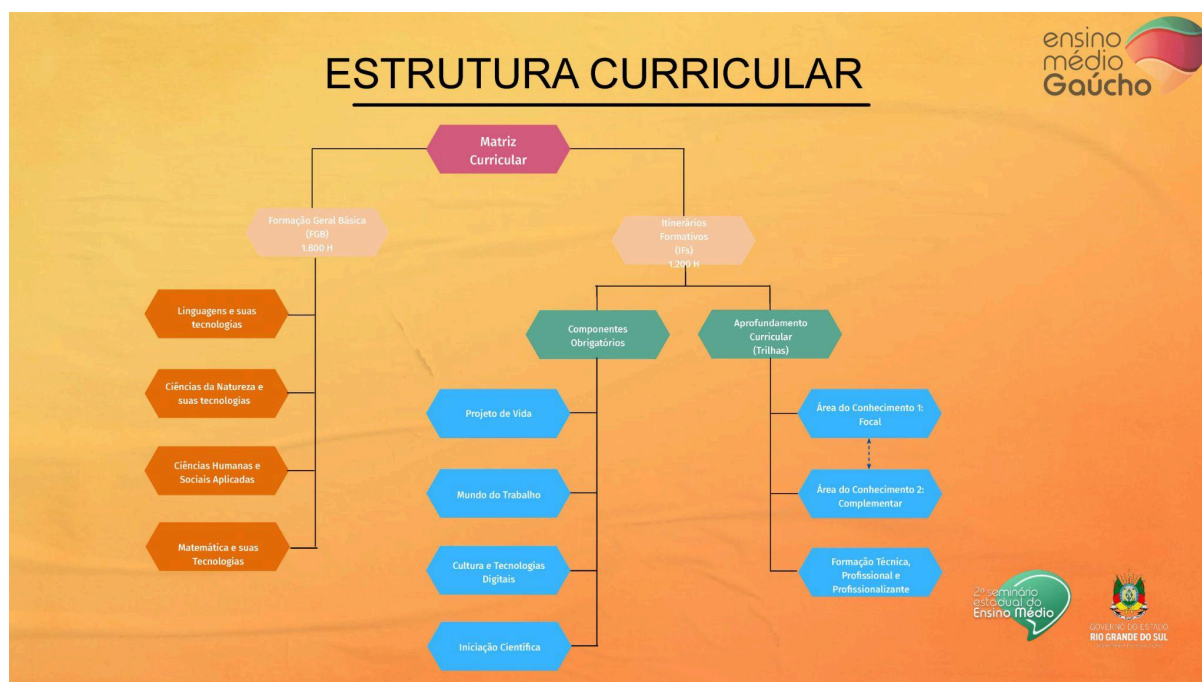 ensino
médio
Gaúcho
ESTRUTURA CURRICULAR
Matriz
Curricular
Formação Geral Básica
(FGB)
1.800 H
Itinerários
Formativos
(IFs)
1.200 H
Linguagens e suas
tecnologias
Ciências da Natureza e
suas tecnologias
Ciências Humanas e
Sociais Aplicadas
Matemática e suas
Tecnologias
Componentes
Obrigatórios
Projeto de Vida
Mundo do Trabalho
Cultura e Tecnologias
Digitais
Iniciação Científica
Aprofundamento
Curricular
(Trilhas)
Área do Conhecimento 1:
Focal
Área do Conhecimento 2:
Complementar
Formação Técnica,
Profissional e
Profissionalizante
2º seminário
estadual do
Ensino Médio
GOVERNO DO ESTADO
RIO GRANDE DO SUL